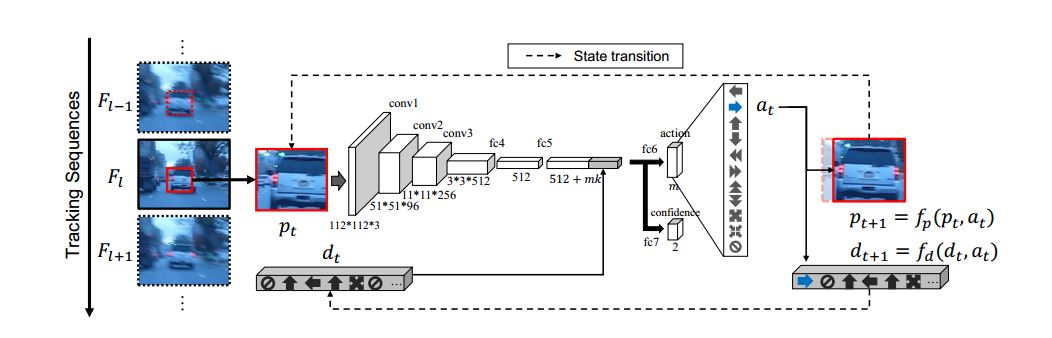 State transition
Tracking Sequences
F_{l-1}
F_l
F_{l+1}
p_t
conv1
conv2
conv3
fc4
fc5
112*112*3
51*51*96
11*11*256
3*3*512
512
512 + mk
d_t
fc6
action
m
confidence
fc7
2
a_t
p_{t+1} = f_p(p_t, a_t)
d_{t+1} = f_d(d_t, a_t)